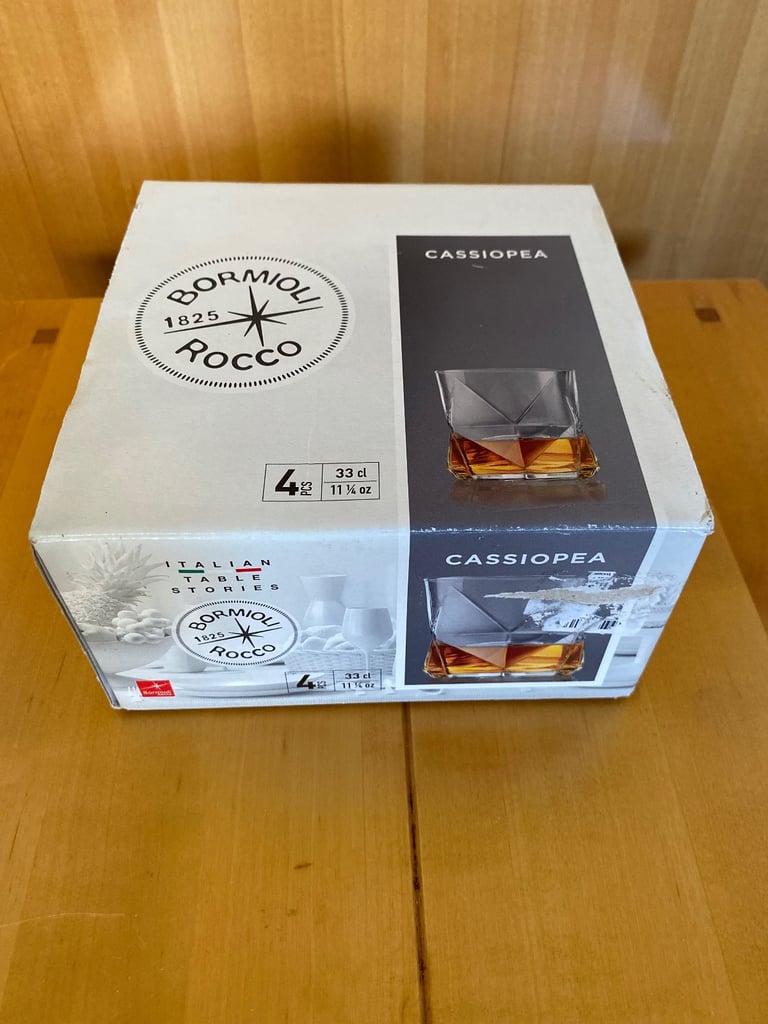 CASSIOPEA
BORMIOLI
1825
ROCCO
4 PCS
33 cl
11 ¼ oz
CASSIOPEA
ITALIAN
TABLE
STORIES
BORMIOLI
1825
ROCCO
4 PCS
33 cl
11 ¼ oz
Bormioli